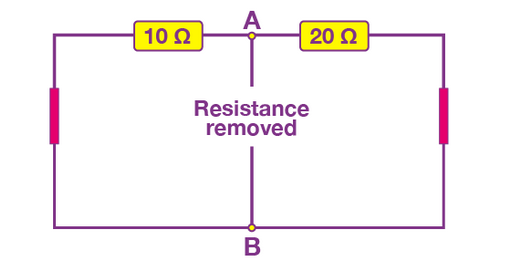 A
10 Ω
20 Ω
Resistance
removed
B